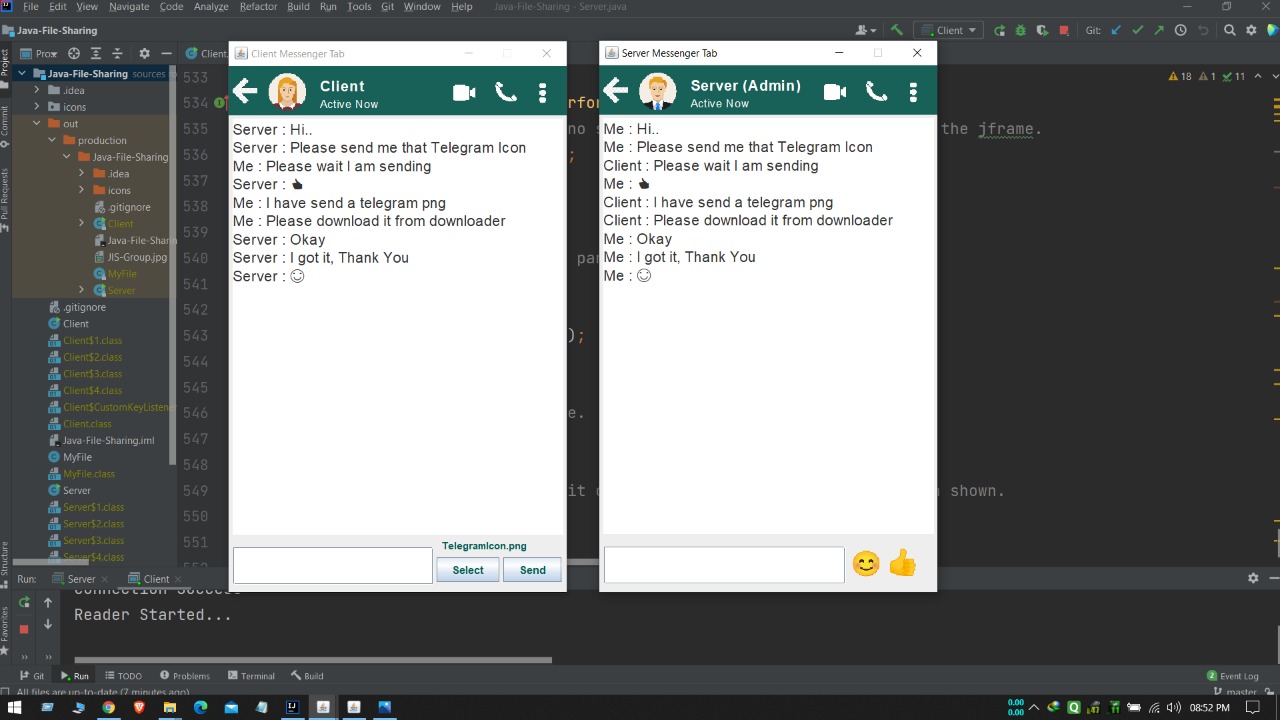 File Edit View Navigate Code Analyze Refactor Build Run Tools Git Window Help Java-File-Sharing - Server.java
Java-File-Sharing
Client
Git:
Project
Commit
Pull Requests
Structure
Favorites
Java-File-Sharing sources
.idea
icons
out
production
Java-File-Sharing
.idea
icons
.gitignore
Client
Java-File-Sharin
JIS-Group.jpg
MyFile
Server
.gitignore
Client
Client$1.class
Client$2.class
Client$3.class
Client$4.class
Client$CustomKeyListene
Client.class
Java-File-Sharing.iml
MyFile
MyFile.class
Server
Server$1.class
Server$2.class
Server$3.class
Server$4.class
533
534
535
536
537
538
539
540
541
542
543
544
545
546
547
548
549
550
551
18 1 11
the jframe.
shown.
Client Messenger Tab
Client
Active Now
Server : Hi..
Server : Please send me that Telegram Icon
Me : Please wait I am sending
Server : 
Me : I have send a telegram png
Me : Please download it from downloader
Server : Okay
Server : I got it, Thank You
Server : ☺
TelegramIcon.png
Select Send
Server Messenger Tab
Server (Admin)
Active Now
Me : Hi..
Me : Please send me that Telegram Icon
Client : Please wait I am sending
Me : 
Client : I have send a telegram png
Client : Please download it from downloader
Me : Okay
Me : I got it, Thank You
Me : ☺
😊 👍
Run: Server Client
Connection Success
Reader Started...
Git Run TODO Problems Terminal Build
2 Event Log
All files are up-to-date (7 minutes ago)
master
0.00
0.00
08:52 PM